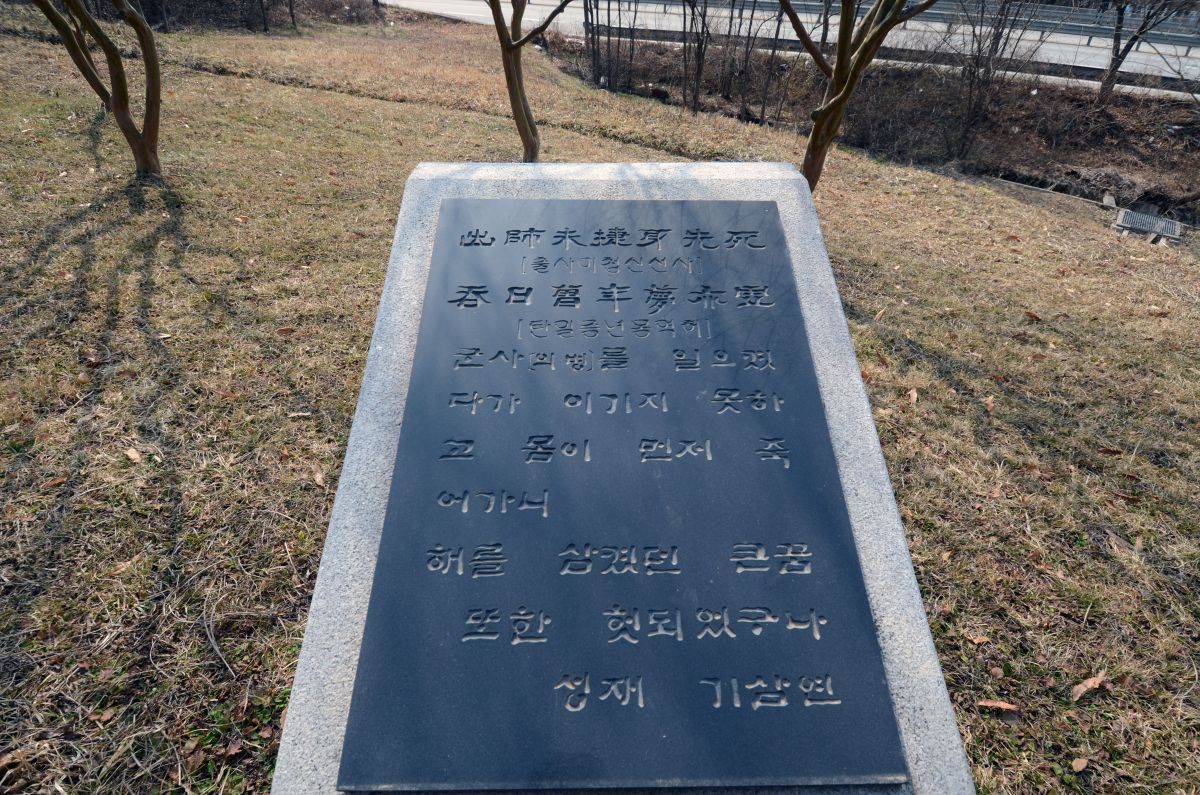 出師未捷身先死
[출사미첩신선사]
呑日曾年夢亦虛
[탄일증년몽역허]
군사(의병)를 일으켰
다가 이기지 못하
고 몸이 먼저 죽
어가니
해를 삼켰던 큰꿈
또한 헛되었구나
성재 기삼연